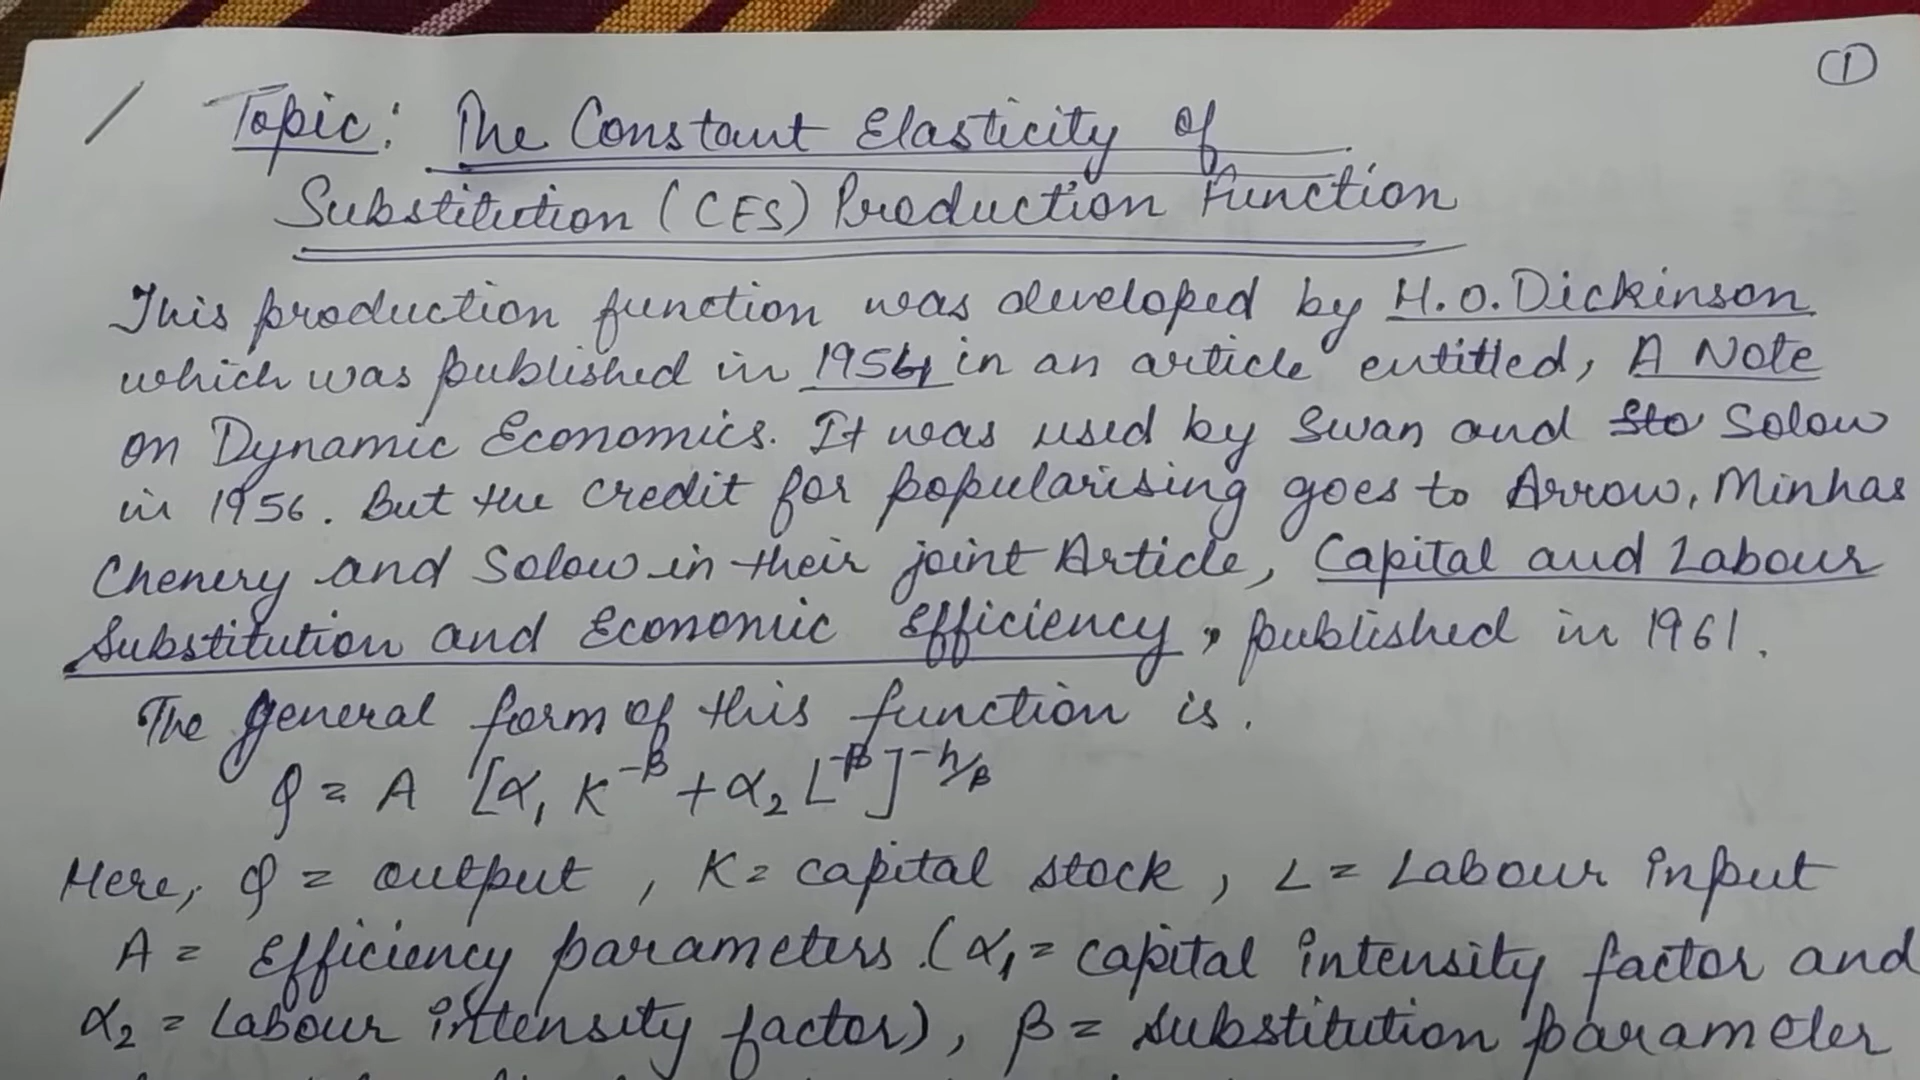 ①
Topic: The Constant Elasticity of
Substitution (CES) Production Function
This production function was developed by H.O. Dickinson
which was published in 1954 in an article entitled, A Note
on Dynamic Economics. It was used by Swan and Sto Solow
in 1956. But the credit for popularising goes to Arrow, Minhas
Chenery and Solow in their joint Article, Capital and Labour
Substitution and Economic Efficiency, published in 1961.
The general form of this function is.
Q = A [α₁ K^-β + α₂ L^-β]^-h/β
Here, Q = output, K = capital stock, L = Labour input
A = Efficiency parameters. (α₁ = capital intensity factor and
α₂ = Labour intensity factor), β = substitution parameter